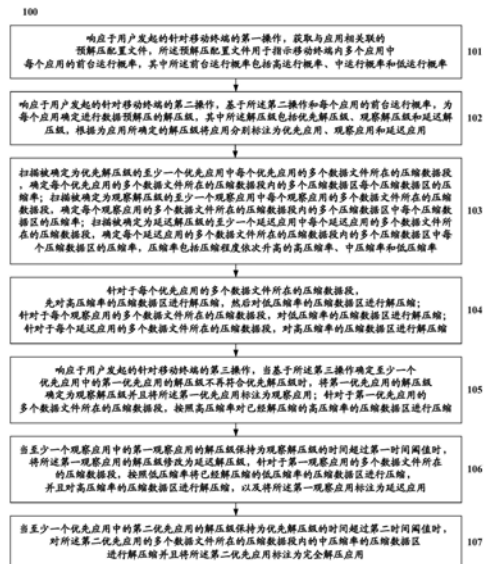 100
响应于用户发起的针对移动终端的第一操作，获取与应用相关联的
预解压配置文件，所述预解压配置文件用于指示移动终端内多个应用中
每个应用的前台运行概率，其中所述前台运行概率包括高运行概率、中运行概率和低运行概率
101
响应于用户发起的针对移动终端的第二操作，基于所述第二操作和每个应用的前台运行概率，为
每个应用确定进行数据预解压的解压级，其中所述解压级包括优先解压级、观察解压级和延迟解
压级，根据为应用所确定的解压级将应用分别标注为优先应用、观察应用和延迟应用
102
扫描被确定为优先解压级的至少一个优先应用中每个优先应用的多个数据文件所在的压缩数据段
，确定每个优先应用的多个数据文件所在的压缩数据段内的多个压缩数据区每个压缩数据区的压
缩率；扫描被确定为观察解压级的至少一个观察应用中每个观察应用的多个数据文件所在的压缩
数据段，确定每个观察应用的多个数据文件所在的压缩数据段内的多个压缩数据区中每个压缩数
据区的压缩率；扫描被确定为延迟解压级的至少一个延迟应用中每个延迟应用的多个数据文件所
在的压缩数据段，确定每个延迟应用的多个数据文件所在的压缩数据段内的多个压缩数据区中每
个压缩数据区的压缩率，压缩率包括压缩程度依次升高的高压缩率、中压缩率和低压缩率
103
针对于每个优先应用的多个数据文件所在的压缩数据段，
先对高压缩率的压缩数据区进行解压缩，然后对低压缩率的压缩数据区进行解压缩；
针对于每个观察应用的多个数据文件所在的压缩数据段，对低压缩率的压缩数据区进行解压缩；
针对于每个延迟应用的多个数据文件所在的压缩数据段，对高压缩率的压缩数据区进行解压缩
104
响应于用户发起的针对移动终端的第三操作，当基于所述第三操作确定至少一个
优先应用中的第一优先应用的解压级不再符合优先解压级时，将第一优先应用的解压级
确定为观察解压级并且将所述第一优先应用标注为观察应用；针对于第一优先应用的
多个数据文件所在的压缩数据段，按照高压缩率对已经解压缩的高压缩率的压缩数据区进行压缩
105
当至少一个观察应用中的第一观察应用的解压级保持为观察解压级的时间超过第一时间阈值时，
将所述第一观察应用的解压级修改为延迟解压级，针对于第一观察应用的多个数据文件所在
的压缩数据段，按照低压缩率将已经解压缩的低压缩率的压缩数据区进行压缩，
并且对高压缩率的压缩数据区进行解压缩，以及将所述第一观察应用标注为延迟应用
106
当至少一个优先应用中的第二优先应用的解压级保持为优先解压级的时间超过第二时间阈值时，
对所述第二优先应用的多个数据文件所在的压缩数据段内的中压缩率的压缩数据区
进行解压缩并且将所述第二优先应用标注为完全解压应用
107